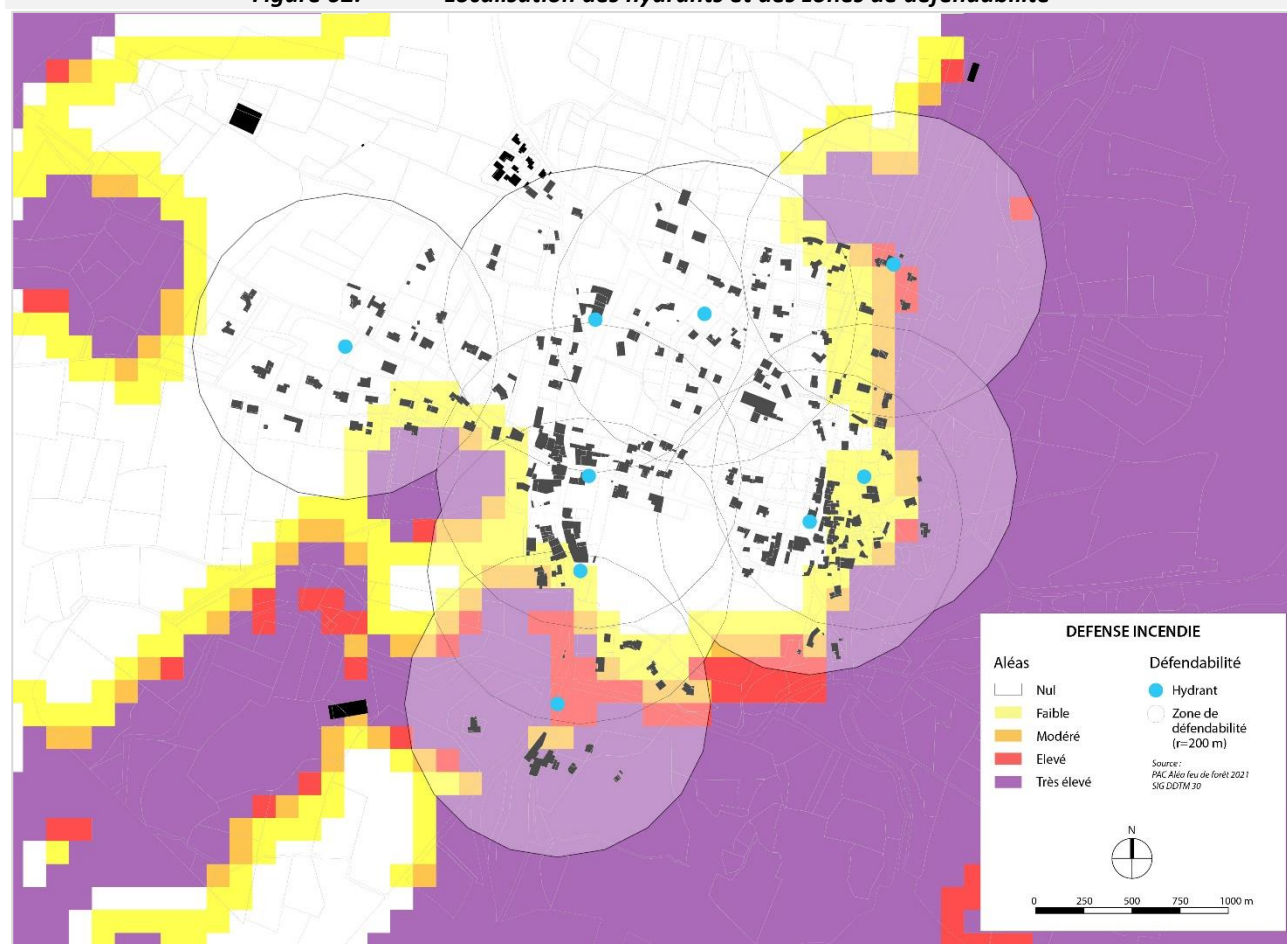 Localisation des hydrants et des zones de défendabilité
DEFENSE INCENDIE
Aléas
Nul
Faible
Modéré
Elevé
Très élevé
Défendabilité
Hydrant
Zone de
défendabilité
(r=200 m)
Source :
PAC Aléa feu de forêt 2021
SIG DDTM 30
N
0 250 500 750 1000 m